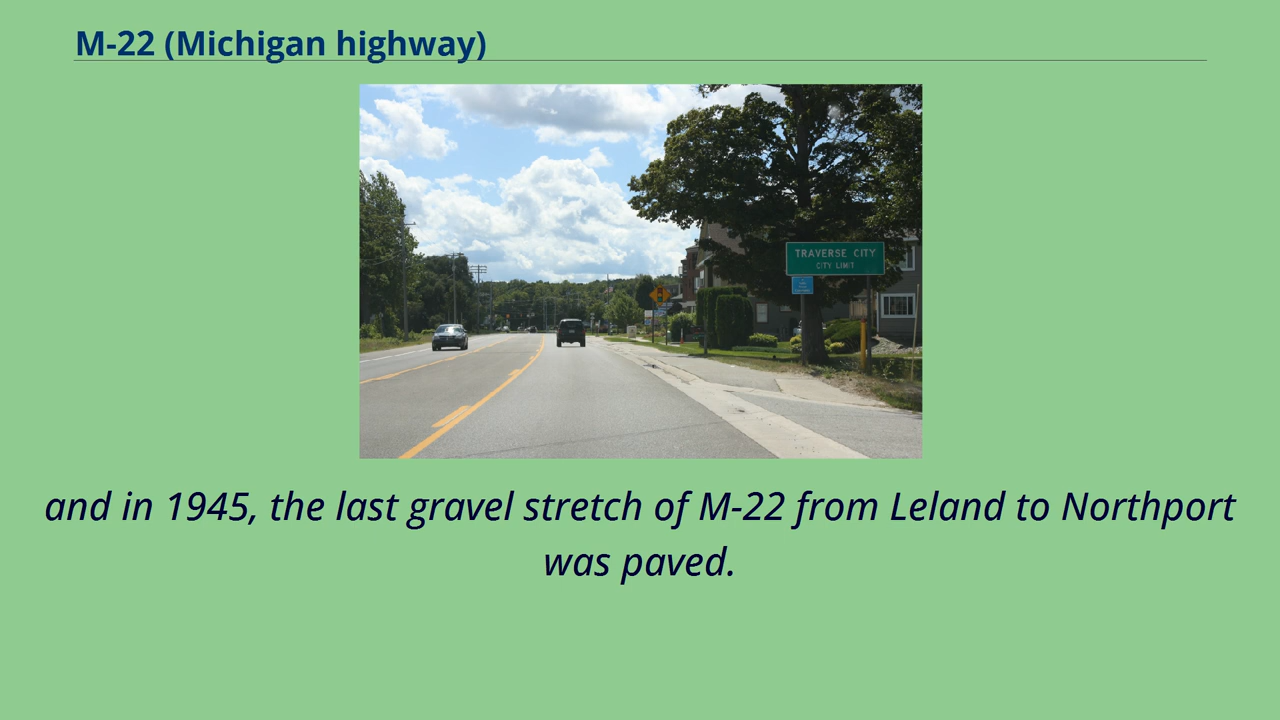 M-22 (Michigan highway)
TRAVERSE CITY
CITY LIMIT
and in 1945, the last gravel stretch of M-22 from Leland to Northport
was paved.